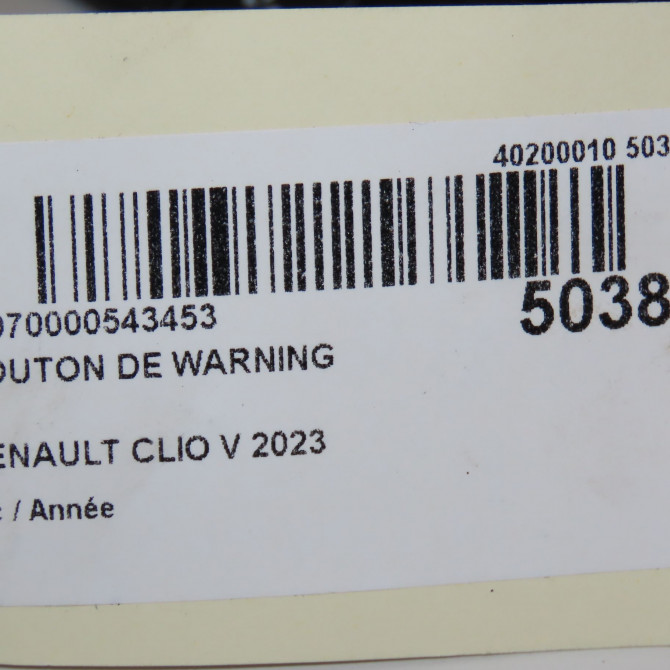 40200010 503
070000543453
5038
OUTON DE WARNING
ENAULT CLIO V 2023
: / Année